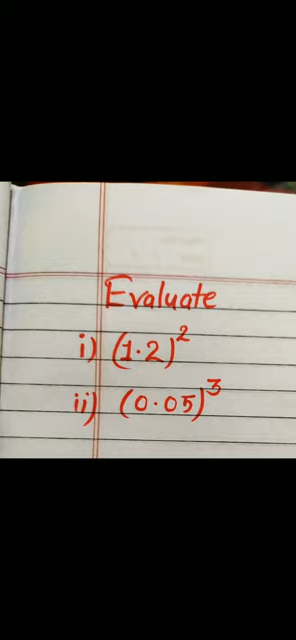 Evaluate
i) (1.2)²
ii) (0.05)³